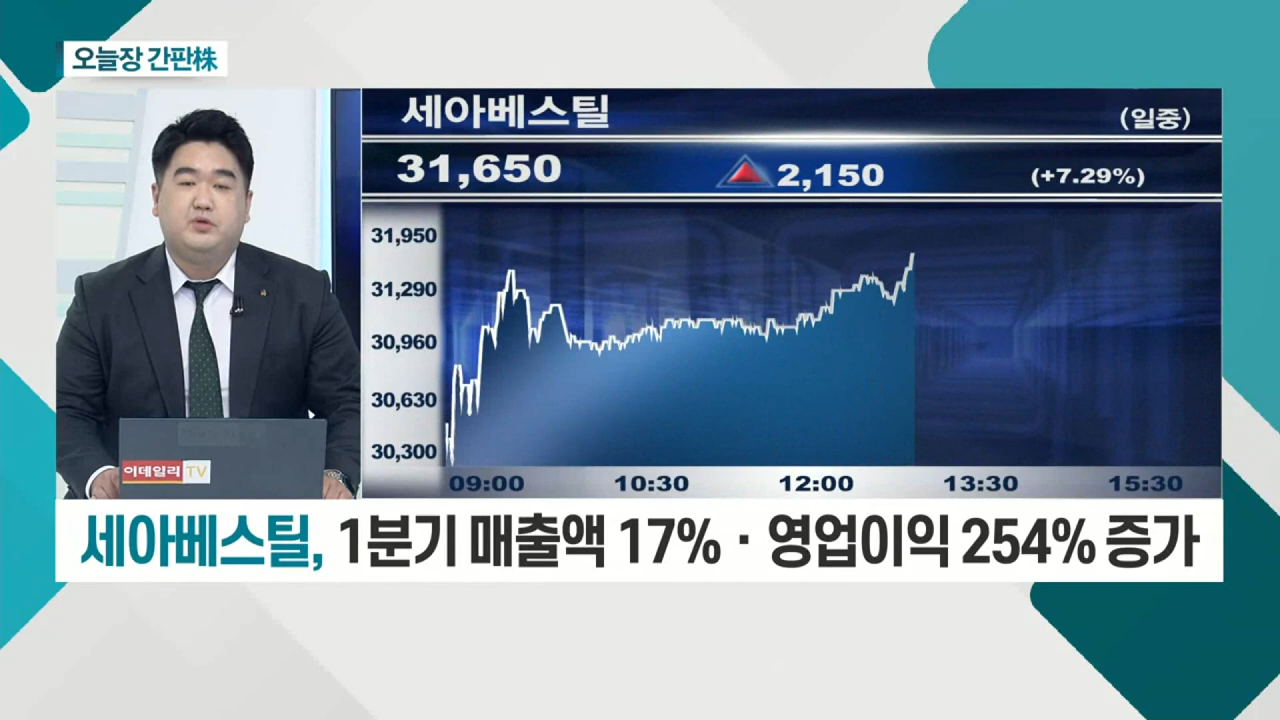 오늘장 간판株
세아베스틸 (일중)
31,650 ▲ 2,150 (+7.29%)
31,950
31,290
30,960
30,630
30,300
09:00 10:30 12:00 13:30 15:30
이데일리TV
세아베스틸, 1분기 매출액 17%·영업이익 254% 증가